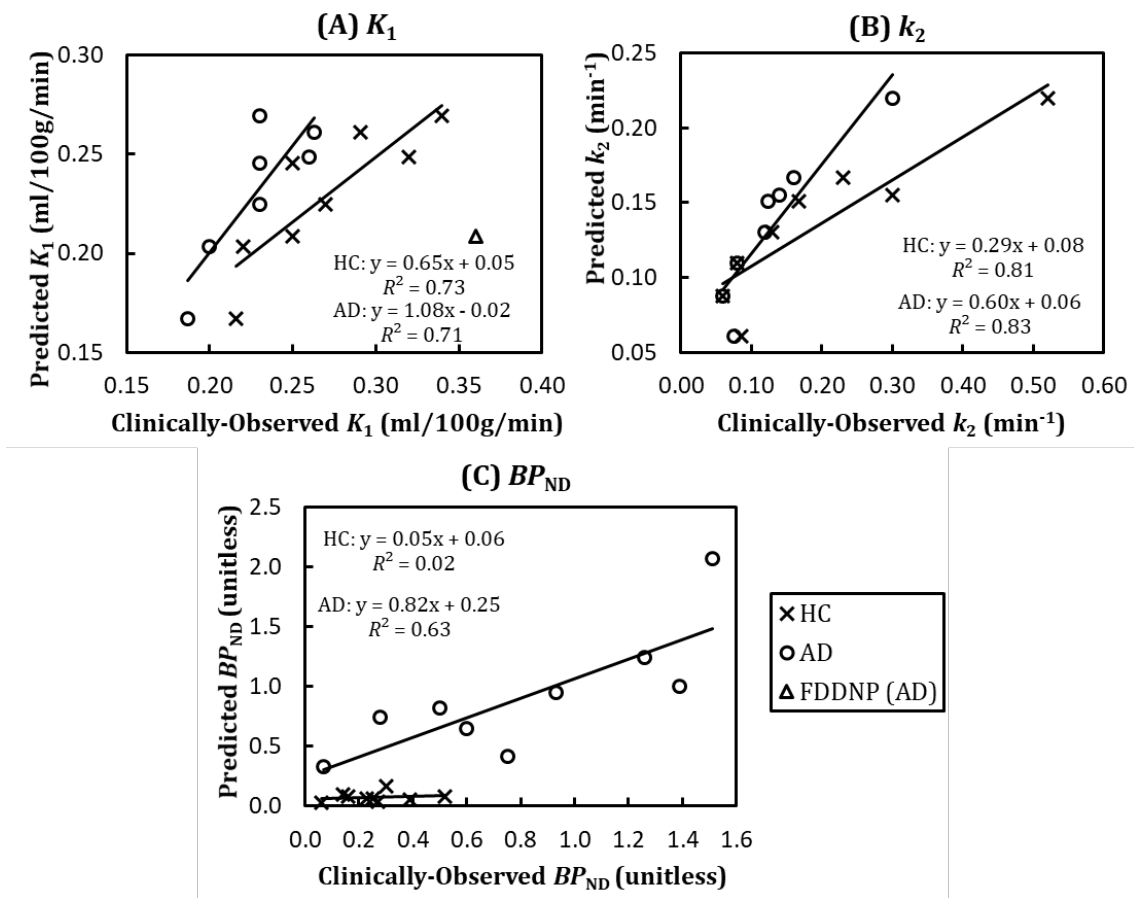 (A) K₁
Predicted K₁ (ml/100g/min)
0.30
0.25
0.20
0.15
HC: y = 0.65x + 0.05
R² = 0.73
AD: y = 1.08x - 0.02
R² = 0.71
0.15 0.20 0.25 0.30 0.35 0.40
Clinically-Observed K₁ (ml/100g/min)
(B) k₂
Predicted k₂ (min⁻¹)
0.25
0.20
0.15
0.10
0.05
HC: y = 0.29x + 0.08
R² = 0.81
AD: y = 0.60x + 0.06
R² = 0.83
0.00 0.10 0.20 0.30 0.40 0.50 0.60
Clinically-Observed k₂ (min⁻¹)
(C) BP_ND
Predicted BP_ND (unitless)
2.5
2.0
1.5
1.0
0.5
0.0
HC: y = 0.05x + 0.06
R² = 0.02
AD: y = 0.82x + 0.25
R² = 0.63
0.0 0.2 0.4 0.6 0.8 1.0 1.2 1.4 1.6
Clinically-Observed BP_ND (unitless)
HC
AD
FDDNP (AD)